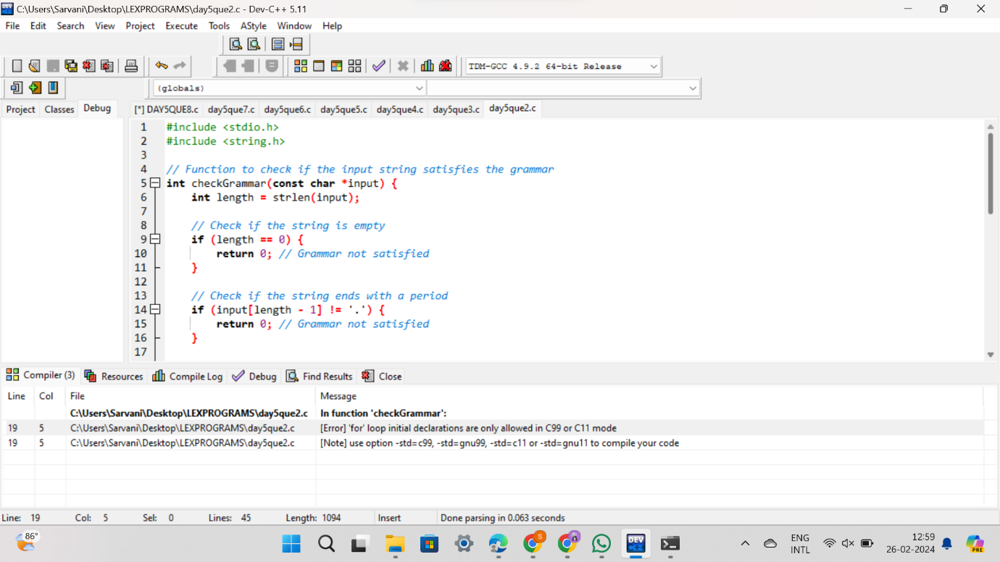 C:\Users\Sarvani\Desktop\LEXPROGRAMS\day5que2.c - Dev-C++ 5.11
File Edit Search View Project Execute Tools AStyle Window Help
TDM-GCC 4.9.2 64-bit Release
(globals)
Project Classes Debug [*] DAY5QUE8.c day5que7.c day5que6.c day5que5.c day5que4.c day5que3.c day5que2.c
1 #include <stdio.h>
2 #include <string.h>
3
4 // Function to check if the input string satisfies the grammar
5 int checkGrammar(const char *input) {
6 int length = strlen(input);
7
8 // Check if the string is empty
9 if (length == 0) {
10 return 0; // Grammar not satisfied
11 }
12
13 // Check if the string ends with a period
14 if (input[length - 1] != '.') {
15 return 0; // Grammar not satisfied
16 }
17
Compiler (3) Resources Compile Log Debug Find Results Close
Line Col File Message
C:\Users\Sarvani\Desktop\LEXPROGRAMS\day5que2.c In function 'checkGrammar':
19 5 C:\Users\Sarvani\Desktop\LEXPROGRAMS\day5que2.c [Error] 'for' loop initial declarations are only allowed in C99 or C11 mode
19 5 C:\Users\Sarvani\Desktop\LEXPROGRAMS\day5que2.c [Note] use option -std=c99, -std=gnu99, -std=c11 or -std=gnu11 to compile your code
Line: 19 Col: 5 Sel: 0 Lines: 45 Length: 1094 Insert Done parsing in 0.063 seconds
86° DEV S ENG 12:59
INTL 26-02-2024 PRE